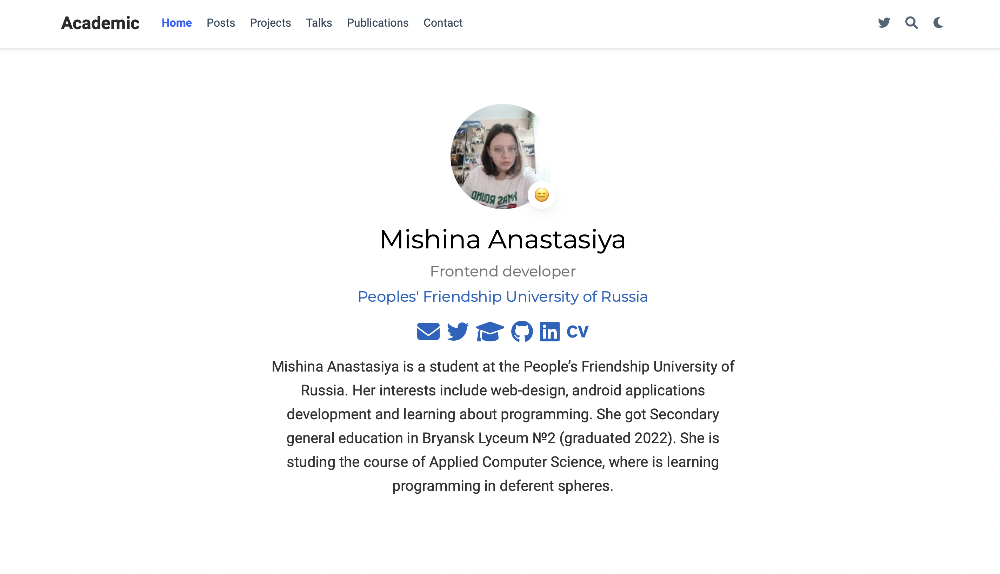 Academic Home Posts Projects Talks Publications Contact
XMAS ROUND
Mishina Anastasiya
Frontend developer
Peoples' Friendship University of Russia
CV
Mishina Anastasiya is a student at the People’s Friendship University of
Russia. Her interests include web-design, android applications
development and learning about programming. She got Secondary
general education in Bryansk Lyceum №2 (graduated 2022). She is
studing the course of Applied Computer Science, where is learning
programming in deferent spheres.